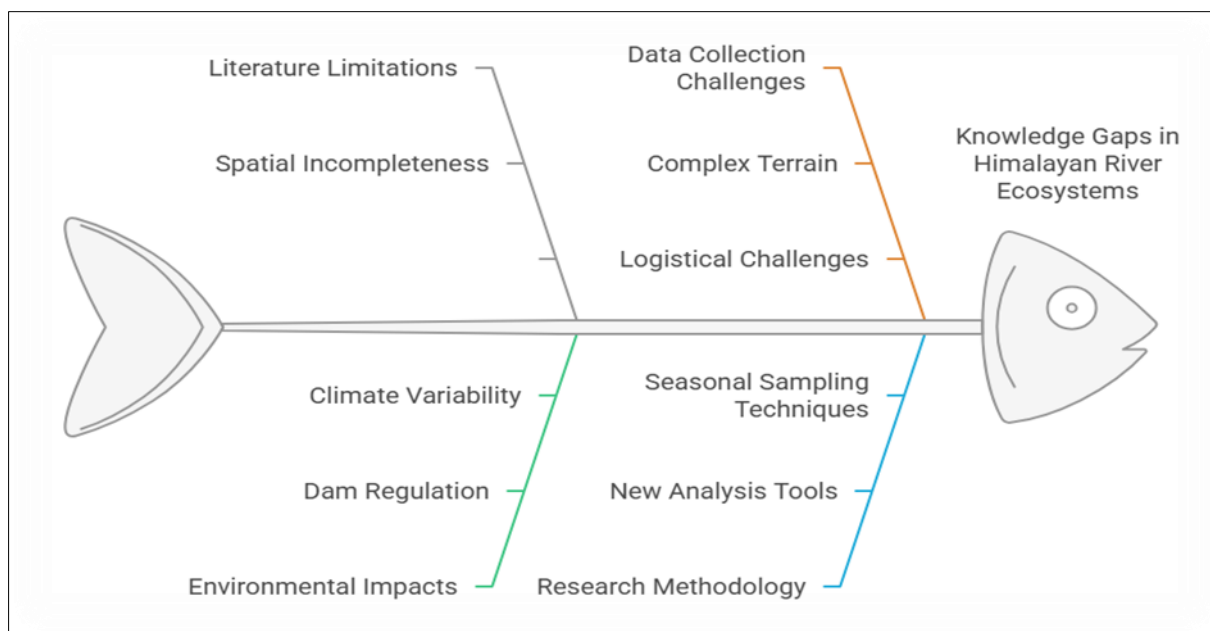 Literature Limitations
Spatial Incompleteness
Data Collection
Challenges
Complex Terrain
Logistical Challenges
Knowledge Gaps in
Himalayan River
Ecosystems
Climate Variability
Dam Regulation
Environmental Impacts
Seasonal Sampling
Techniques
New Analysis Tools
Research Methodology